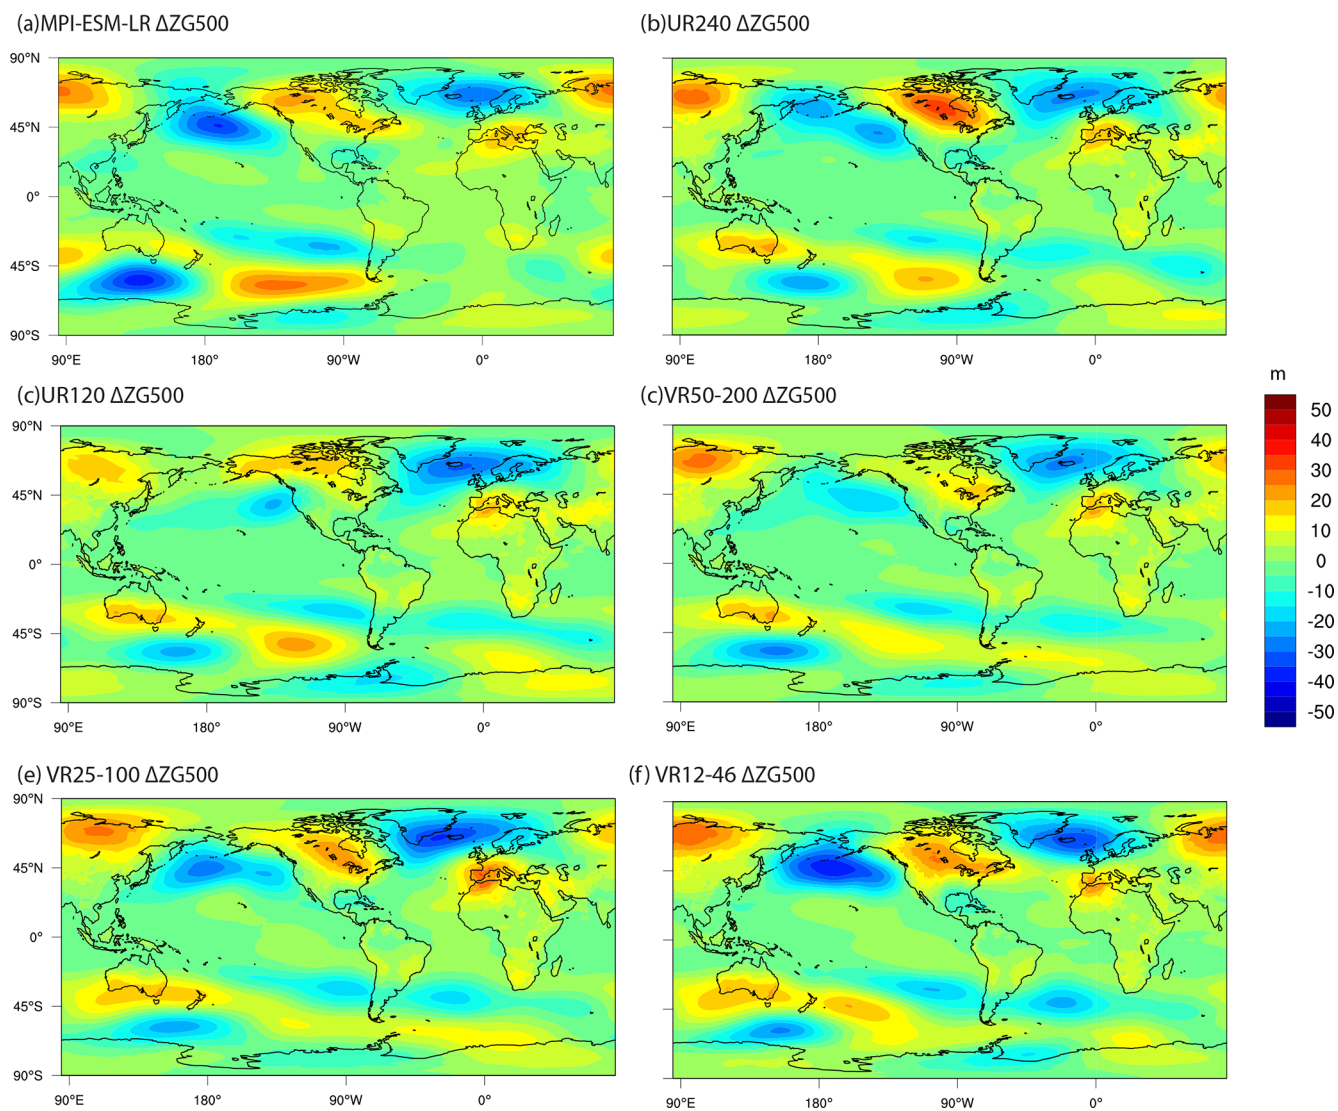 (a)MPI-ESM-LR ΔZG500
(b)UR240 ΔZG500
90°N
45°N
0°
45°S
90°S
90°E 180° 90°W 0°
90°E 180° 90°W 0°
(c)UR120 ΔZG500
(c)VR50-200 ΔZG500
90°N
45°N
0°
45°S
90°S
90°E 180° 90°W 0°
90°E 180° 90°W 0°
m
50
40
30
20
10
0
-10
-20
-30
-40
-50
(e) VR25-100 ΔZG500
(f) VR12-46 ΔZG500
90°N
45°N
0°
45°S
90°S
90°E 180° 90°W 0°
90°E 180° 90°W 0°